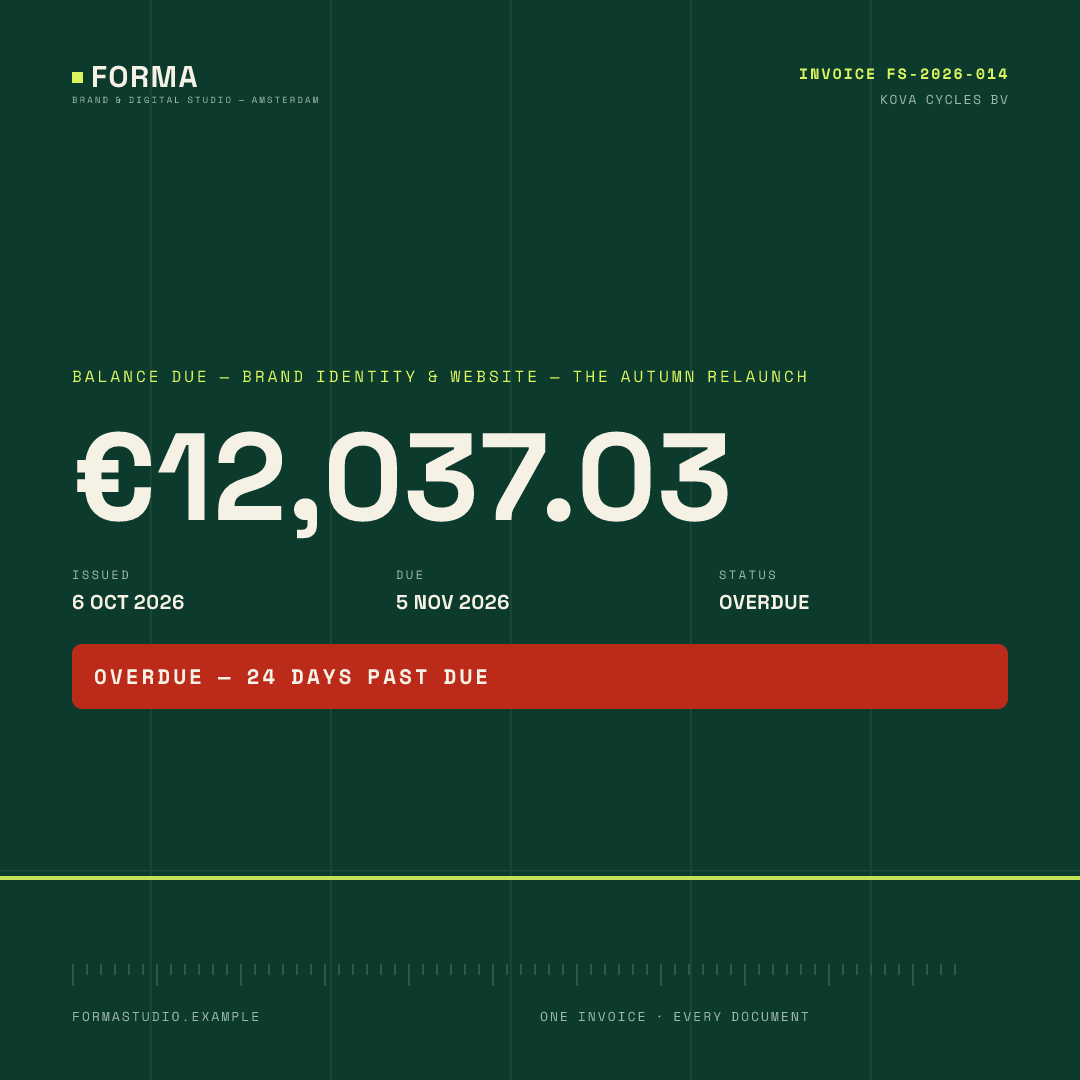 FORMA
BRAND & DIGITAL STUDIO — AMSTERDAM
INVOICE FS-2026-014
KOVA CYCLES BV
BALANCE DUE — BRAND IDENTITY & WEBSITE — THE AUTUMN RELAUNCH
€12,037.03
ISSUED
6 OCT 2026
DUE
5 NOV 2026
STATUS
OVERDUE
OVERDUE — 24 DAYS PAST DUE
FORMASTUDIO.EXAMPLE
ONE INVOICE · EVERY DOCUMENT